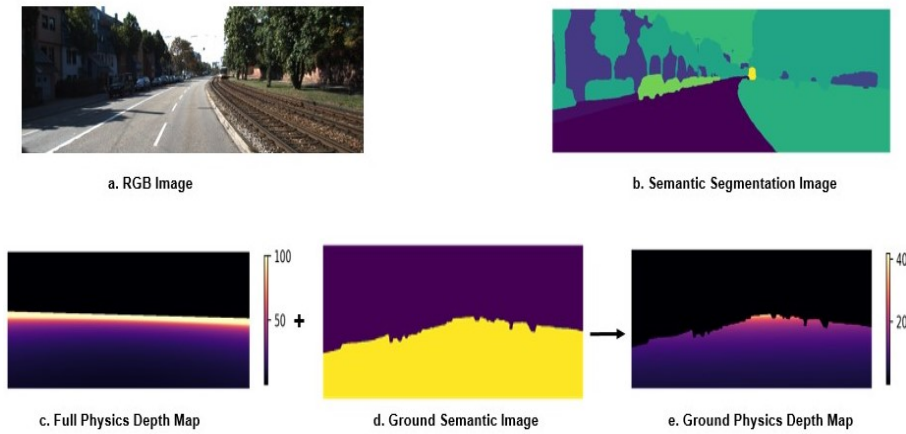 a. RGB Image
b. Semantic Segmentation Image
100
50
+
40
20
c. Full Physics Depth Map
d. Ground Semantic Image
e. Ground Physics Depth Map